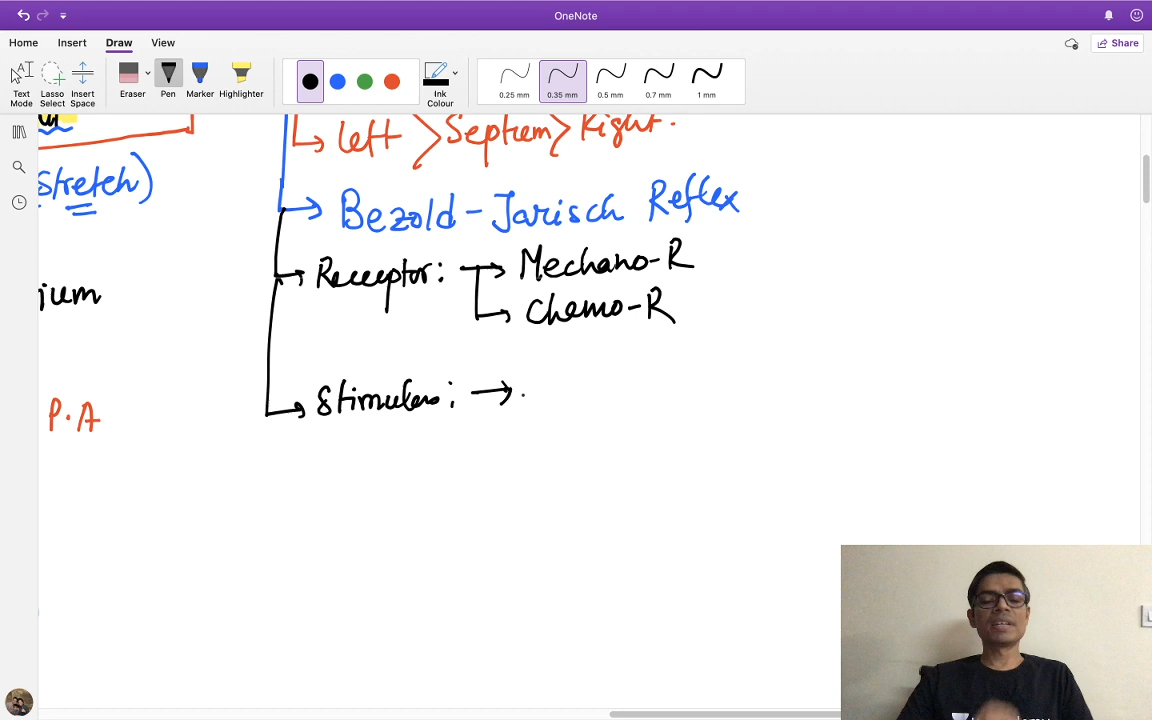 OneNote
Home Insert Draw View
Share
Text Mode
Lasso Select
Insert Space
Eraser
Pen
Marker
Highlighter
Ink Colour
0.25 mm
0.35 mm
0.5 mm
0.7 mm
1 mm
Left > Septum > Right.
stretch)
Bezold-Jarisch Reflex
Receptor: → Mechano-R
Chemo-R
ium
Stimulus: →
P.A